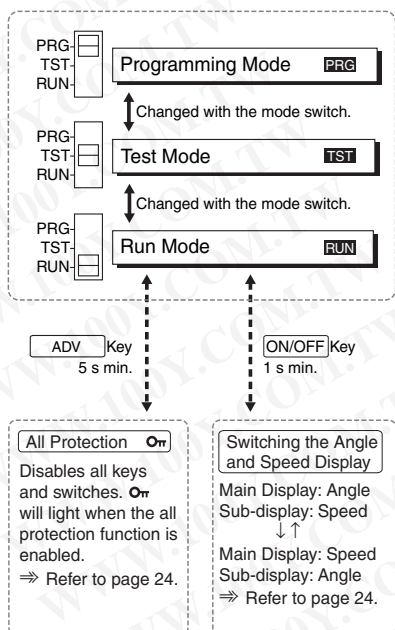 PRG
TST
RUN
Programming Mode PRG
Changed with the mode switch.
PRG
TST
RUN
Test Mode TST
Changed with the mode switch.
PRG
TST
RUN
Run Mode RUN
ADV Key
5 s min.
ON/OFF Key
1 s min.
All Protection
Disables all keys
and switches.
will light when the all
protection function is
enabled.
⇒ Refer to page 24.
Switching the Angle
and Speed Display
Main Display: Angle
Sub-display: Speed
↓↑
Main Display: Speed
Sub-display: Angle
⇒ Refer to page 24.
WWW.100Y.COM.TW